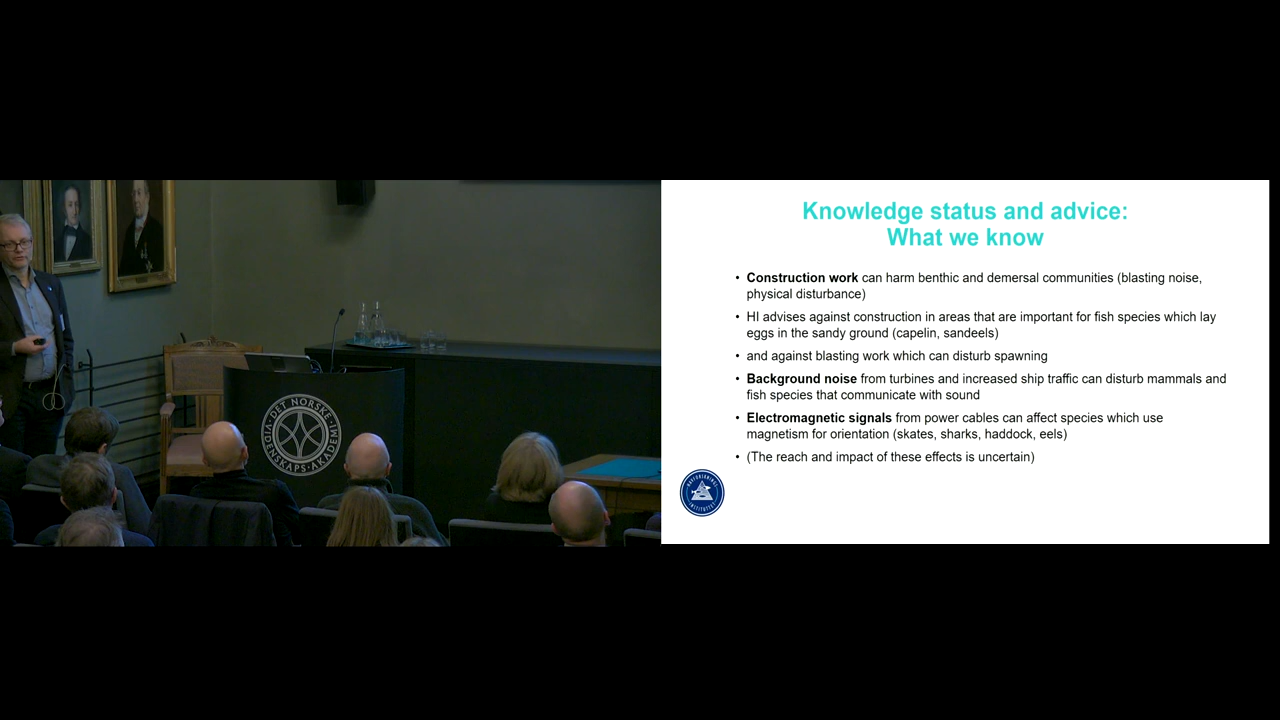 Knowledge status and advice:
What we know
• Construction work can harm benthic and demersal communities (blasting noise,
physical disturbance)
• HI advises against construction in areas that are important for fish species which lay
eggs in the sandy ground (capelin, sandeels)
• and against blasting work which can disturb spawning
• Background noise from turbines and increased ship traffic can disturb mammals and
fish species that communicate with sound
• Electromagnetic signals from power cables can affect species which use
magnetism for orientation (skates, sharks, haddock, eels)
• (The reach and impact of these effects is uncertain)
HAVFORSKNINGS
INSTITUTTET
DET NORSKE
VIDENSKAPS-AKADEMI